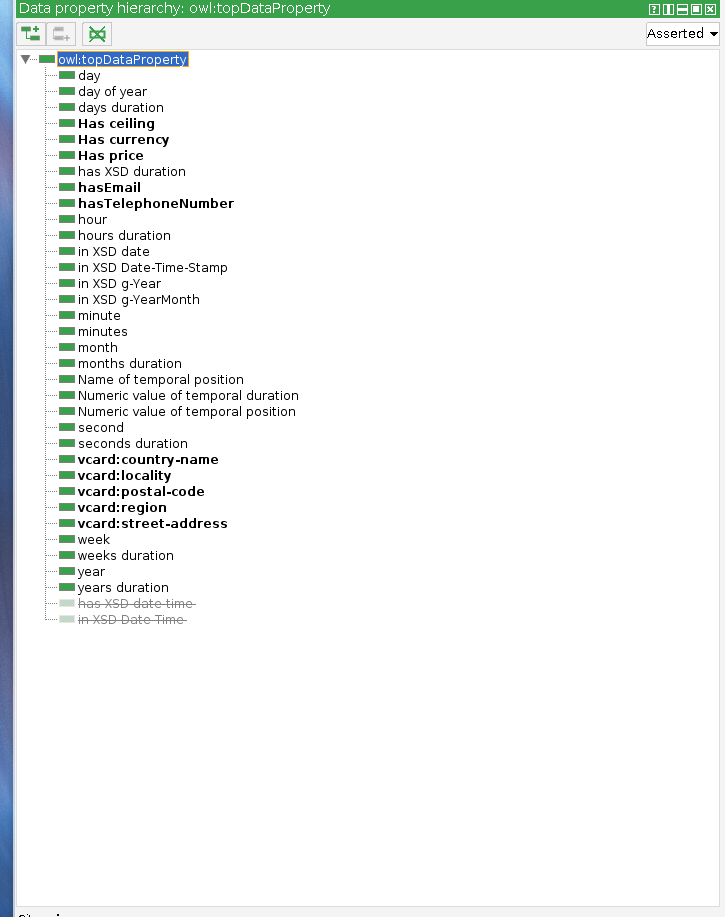 Data property hierarchy: owl:topDataProperty
Asserted
owl:topDataProperty
day
day of year
days duration
Has ceiling
Has currency
Has price
has XSD duration
hasEmail
hasTelephoneNumber
hour
hours duration
in XSD date
in XSD Date-Time-Stamp
in XSD g-Year
in XSD g-YearMonth
minute
minutes
month
months duration
Name of temporal position
Numeric value of temporal duration
Numeric value of temporal position
second
seconds duration
vcard:country-name
vcard:locality
vcard:postal-code
vcard:region
vcard:street-address
week
weeks duration
year
years duration
has XSD date time
in XSD Date Time